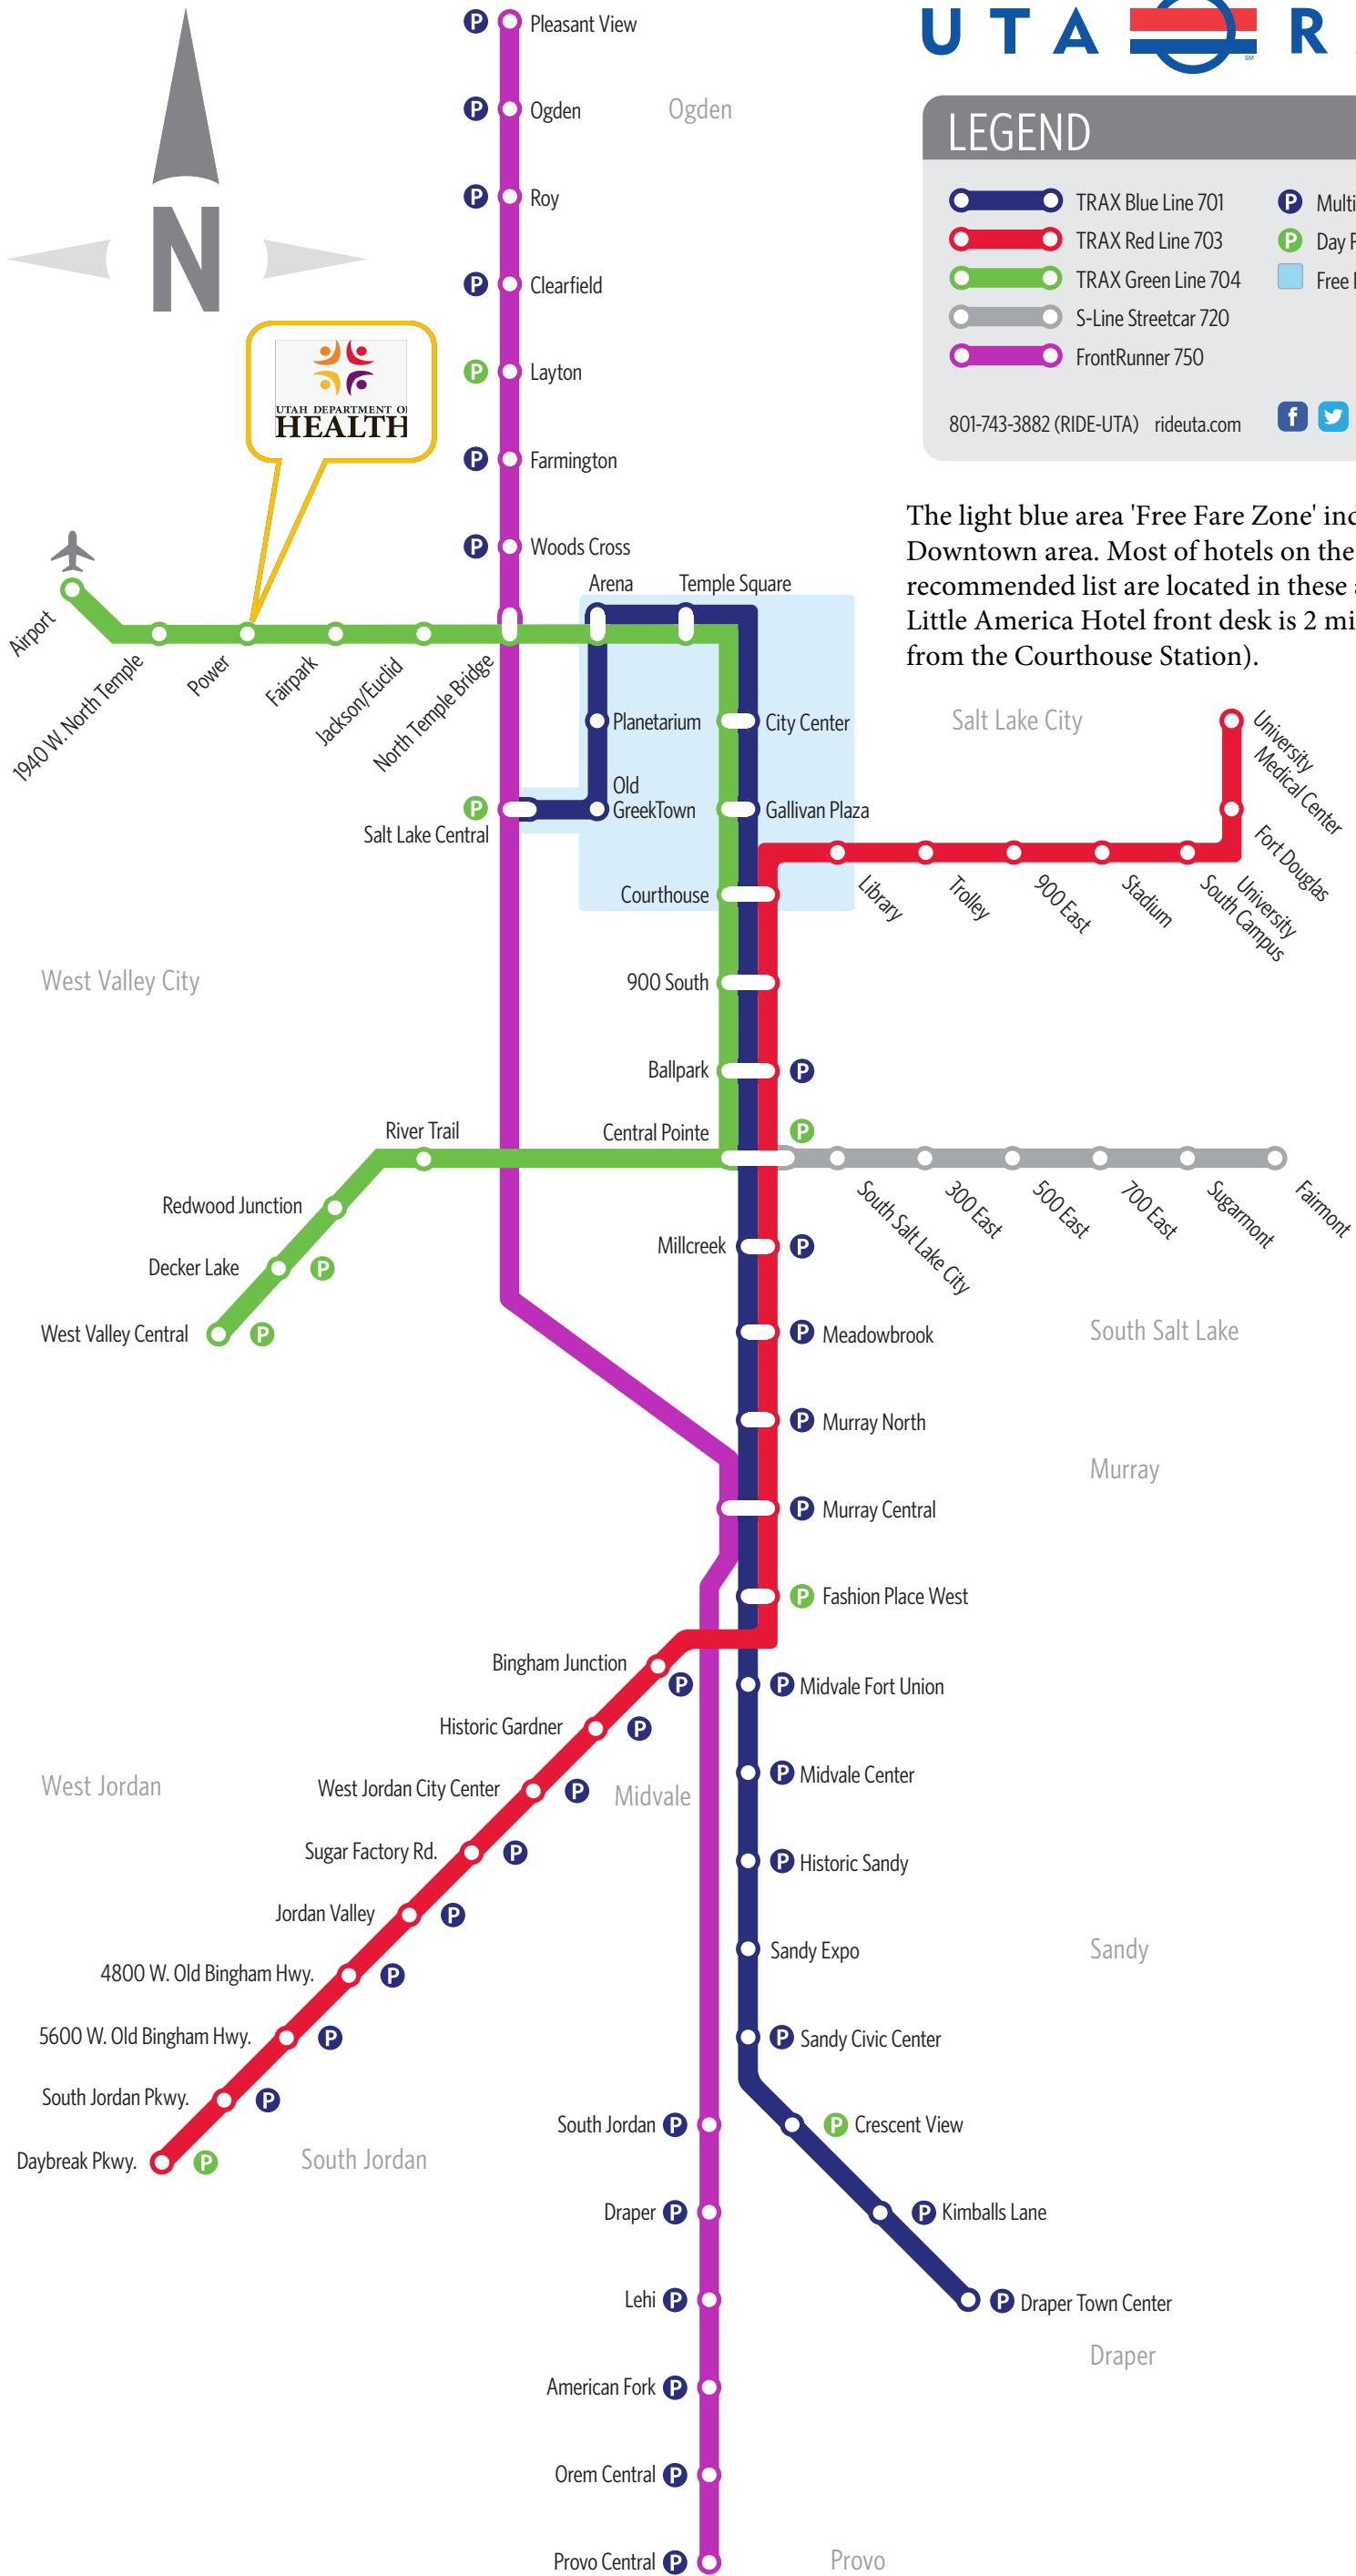 UTA R
LEGEND
TRAX Blue Line 701
TRAX Red Line 703
TRAX Green Line 704
S-Line Streetcar 720
FrontRunner 750
P Multi
P Day P
Free
801-743-3882 (RIDE-UTA) rideuta.com
The light blue area 'Free Fare Zone' ind
Downtown area. Most of hotels on the
recommended list are located in these a
Little America Hotel front desk is 2 mi
from the Courthouse Station).
N
UTAH DEPARTMENT OF
HEALTH
P Pleasant View
P Ogden
Ogden
P Roy
P Clearfield
P Layton
P Farmington
P Woods Cross
Arena
Temple Square
Airport
1940 W. North Temple
Power
Fairpark
Jackson/Euclid
North Temple Bridge
Planetarium
City Center
Salt Lake City
Old
GreekTown
Gallivan Plaza
P
Salt Lake Central
University
Medical Center
Fort Douglas
University
South Campus
Stadium
900 East
Trolley
Library
Courthouse
West Valley City
900 South
Ballpark P
Central Pointe P
River Trail
Redwood Junction
Decker Lake P
West Valley Central P
South Salt Lake City
300 East
500 East
700 East
Sugarmont
Fairmont
Millcreek P
P Meadowbrook
South Salt Lake
P Murray North
Murray
P Murray Central
P Fashion Place West
Bingham Junction P
P Midvale Fort Union
Historic Gardner P
P Midvale Center
West Jordan
West Jordan City Center P
Midvale
Sugar Factory Rd. P
P Historic Sandy
Jordan Valley P
Sandy Expo
Sandy
4800 W. Old Bingham Hwy. P
5600 W. Old Bingham Hwy. P
P Sandy Civic Center
South Jordan Pkwy. P
South Jordan P
P Crescent View
Daybreak Pkwy. P
South Jordan
Draper P
P Kimballs Lane
Lehi P
P Draper Town Center
Draper
American Fork P
Orem Central P
Provo Central P
Provo